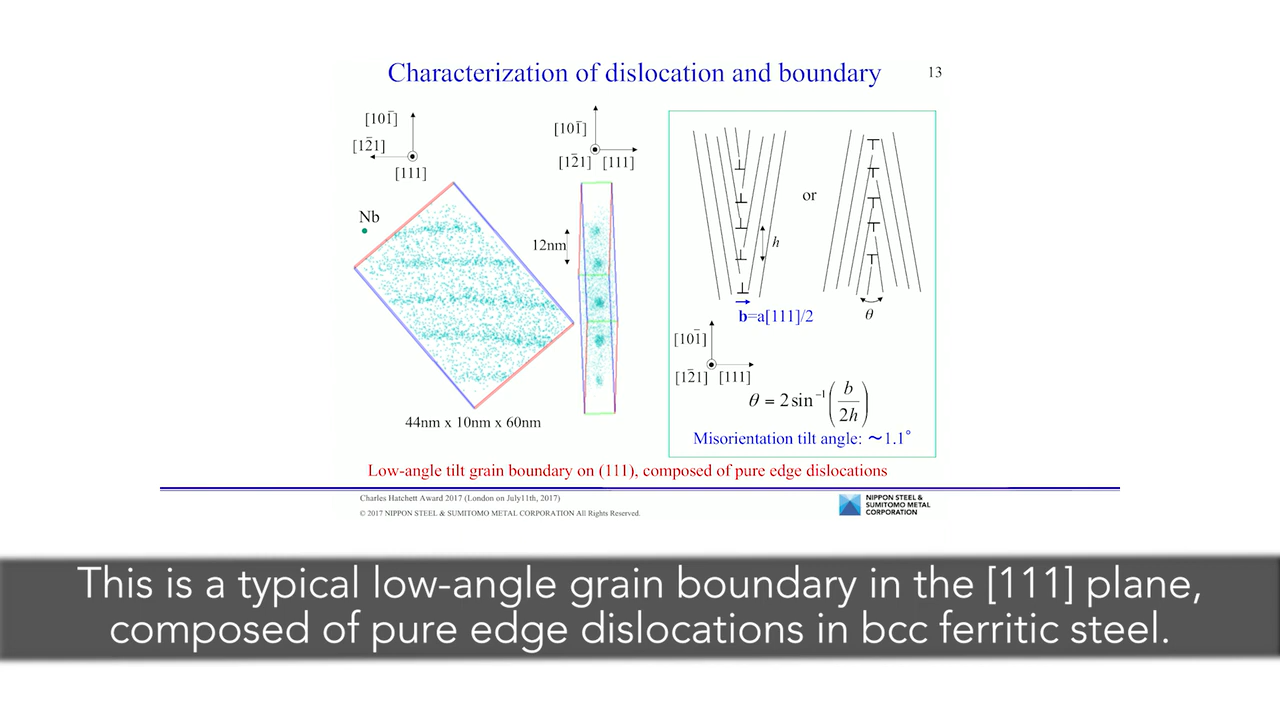 Characterization of dislocation and boundary
13
[101̅]
[12̅1]
[111]
Nb
44nm x 10nm x 60nm
[101̅]
[12̅1] [111]
12nm
or
h
θ
b=a[111]/2
[101̅]
[12̅1] [111]
θ = 2 sin⁻¹(b/2h)
Misorientation tilt angle: ～1.1°
Low-angle tilt grain boundary on (111), composed of pure edge dislocations
Charles Hatchett Award 2017 (London on July11th, 2017)
© 2017 NIPPON STEEL & SUMITOMO METAL CORPORATION All Rights Reserved.
NIPPON STEEL &
SUMITOMO METAL
CORPORATION
This is a typical low-angle grain boundary in the [111] plane,
composed of pure edge dislocations in bcc ferritic steel.